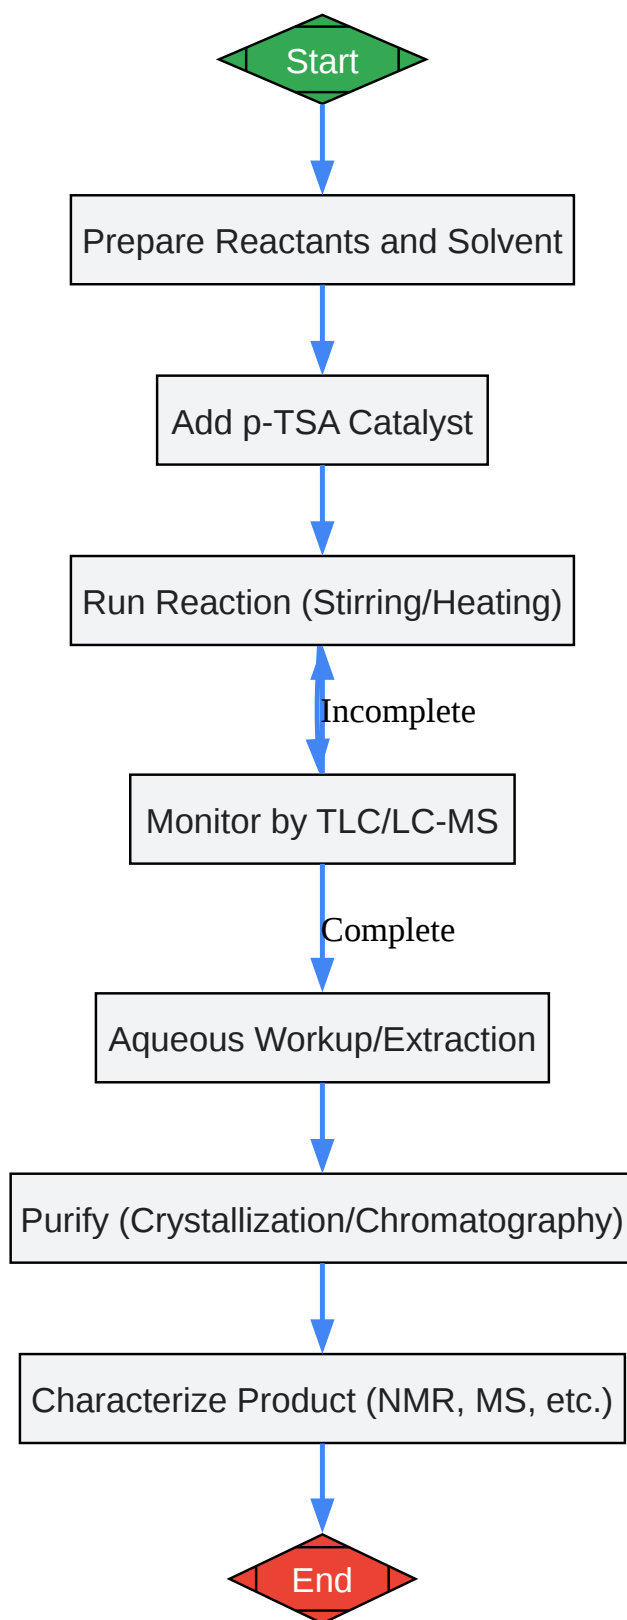 Start
Prepare Reactants and Solvent
Add p-TSA Catalyst
Run Reaction (Stirring/Heating)
Incomplete
Monitor by TLC/LC-MS
Complete
Aqueous Workup/Extraction
Purify (Crystallization/Chromatography)
Characterize Product (NMR, MS, etc.)
End